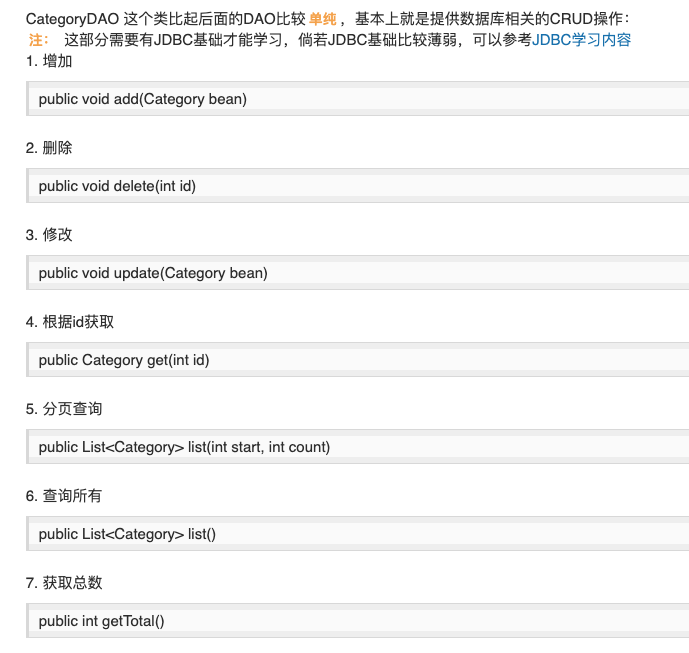 CategoryDAO 这个类比起后面的DAO比较 单纯 ，基本上就是提供数据库相关的CRUD操作：
注： 这部分需要有JDBC基础才能学习，倘若JDBC基础比较薄弱，可以参考JDBC学习内容
1. 增加
public void add(Category bean)
2. 删除
public void delete(int id)
3. 修改
public void update(Category bean)
4. 根据id获取
public Category get(int id)
5. 分页查询
public List<Category> list(int start, int count)
6. 查询所有
public List<Category> list()
7. 获取总数
public int getTotal()